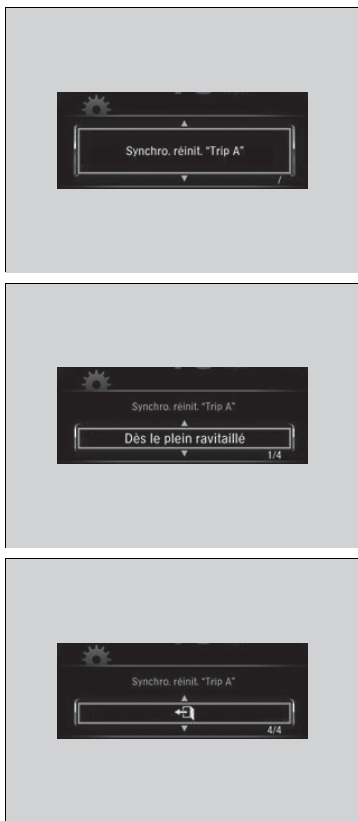 Synchro. réinit. "Trip A"
/
Synchro. réinit. "Trip A"
Dès le plein ravitaillé
1/4
Synchro. réinit. "Trip A"
4/4